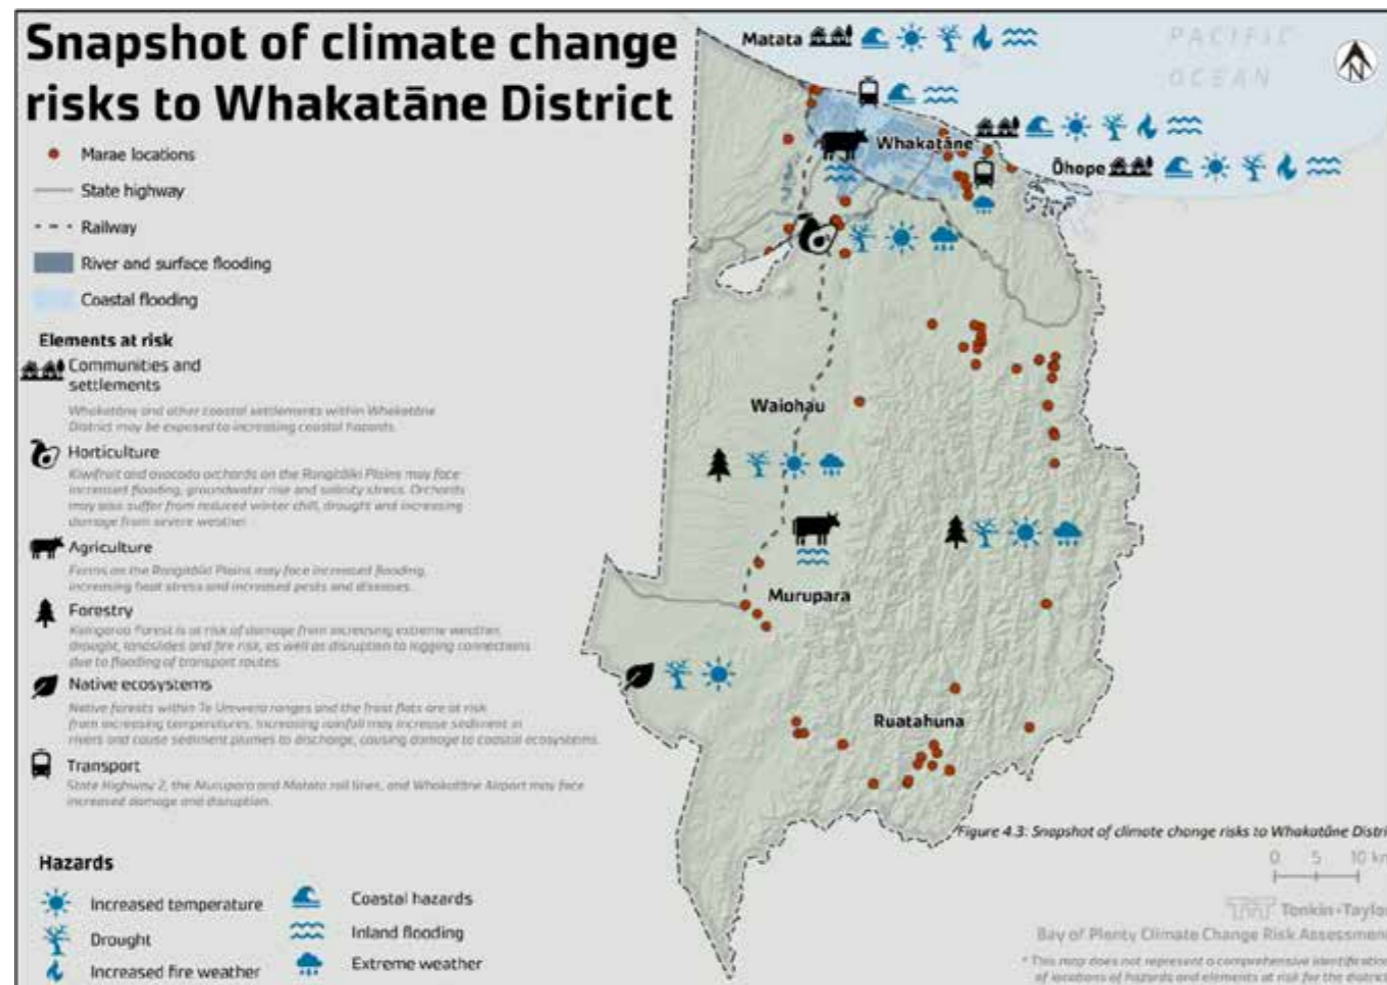 Snapshot of climate change
risks to Whakatāne District
Marae locations
State highway
Railway
River and surface flooding
Coastal flooding
Elements at risk
Communities and
settlements
Whakatāne and other coastal settlements within Whakatāne
District may be exposed to increasing coastal hazards.
Horticulture
Kiwifruit and avocado orchards on the Rangitāiki Plains may face
increased flooding, groundwater rise and salinity stress. Orchards
may also suffer from reduced winter chill, drought and increasing
damage from severe weather.
Agriculture
Farms on the Rangitāiki Plains may face increased flooding,
increasing heat stress and increased pests and diseases.
Forestry
Kaingaroa Forest is at risk of damage from increasing extreme weather,
drought, landslides and fire risk, as well as disruption to logging connections
due to flooding of transport routes.
Native ecosystems
Native forests within Te Urewera ranges and the frost flats are at risk
from increasing temperatures. Increasing rainfall may increase sediment in
rivers and cause sediment plumes to discharge, causing damage to coastal ecosystems.
Transport
State Highway 2, the Murupara and Matata rail lines, and Whakatāne Airport may face
increased damage and disruption.
Hazards
Increased temperature
Drought
Increased fire weather
Coastal hazards
Inland flooding
Extreme weather
Matata
PACIFIC
OCEAN
N
Whakatāne
Ōhope
Waiohau
Murupara
Ruatahuna
Figure 4.3: Snapshot of climate change risks to Whakatāne Distri
0 5 10 km
T+T Tonkin+Taylor
Bay of Plenty Climate Change Risk Assessment
* This map does not represent a comprehensive identification
of locations of hazards and elements at risk for the district